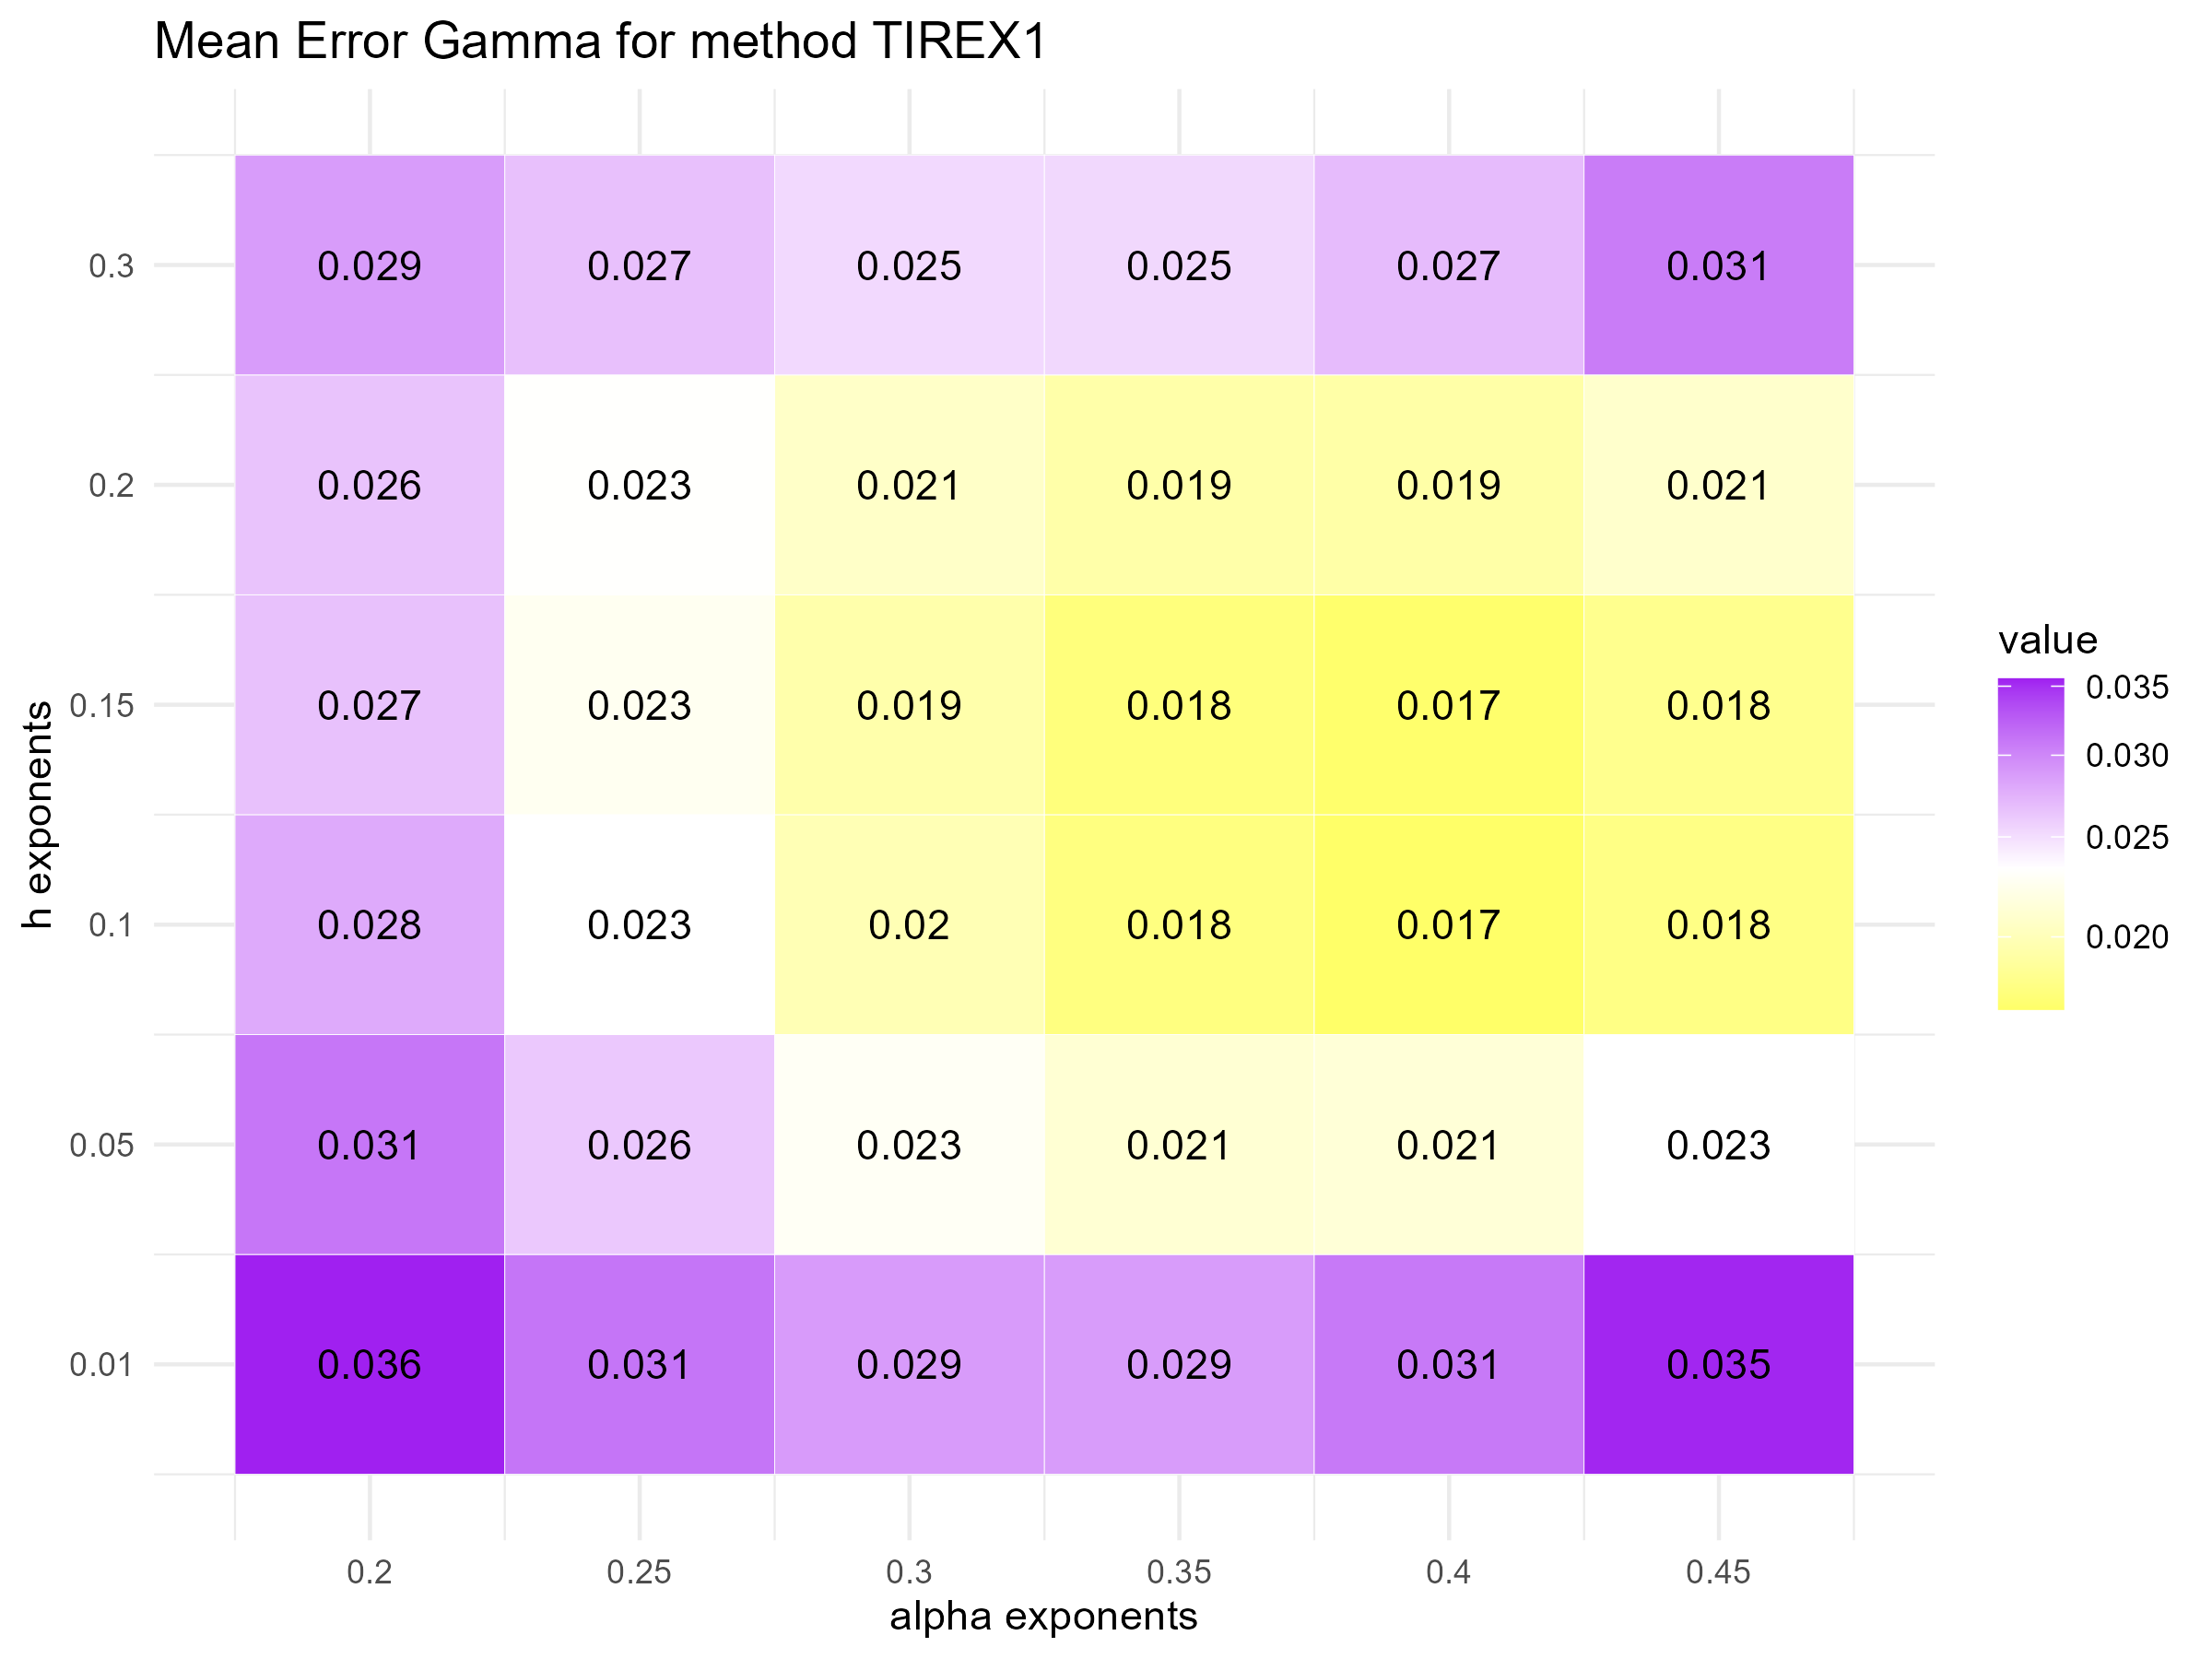 Mean Error Gamma for method TIREX1
h exponents
0.3 0.029 0.027 0.025 0.025 0.027 0.031
0.2 0.026 0.023 0.021 0.019 0.019 0.021
0.15 0.027 0.023 0.019 0.018 0.017 0.018
0.1 0.028 0.023 0.02 0.018 0.017 0.018
0.05 0.031 0.026 0.023 0.021 0.021 0.023
0.01 0.036 0.031 0.029 0.029 0.031 0.035
0.2 0.25 0.3 0.35 0.4 0.45
alpha exponents
value
0.035
0.030
0.025
0.020